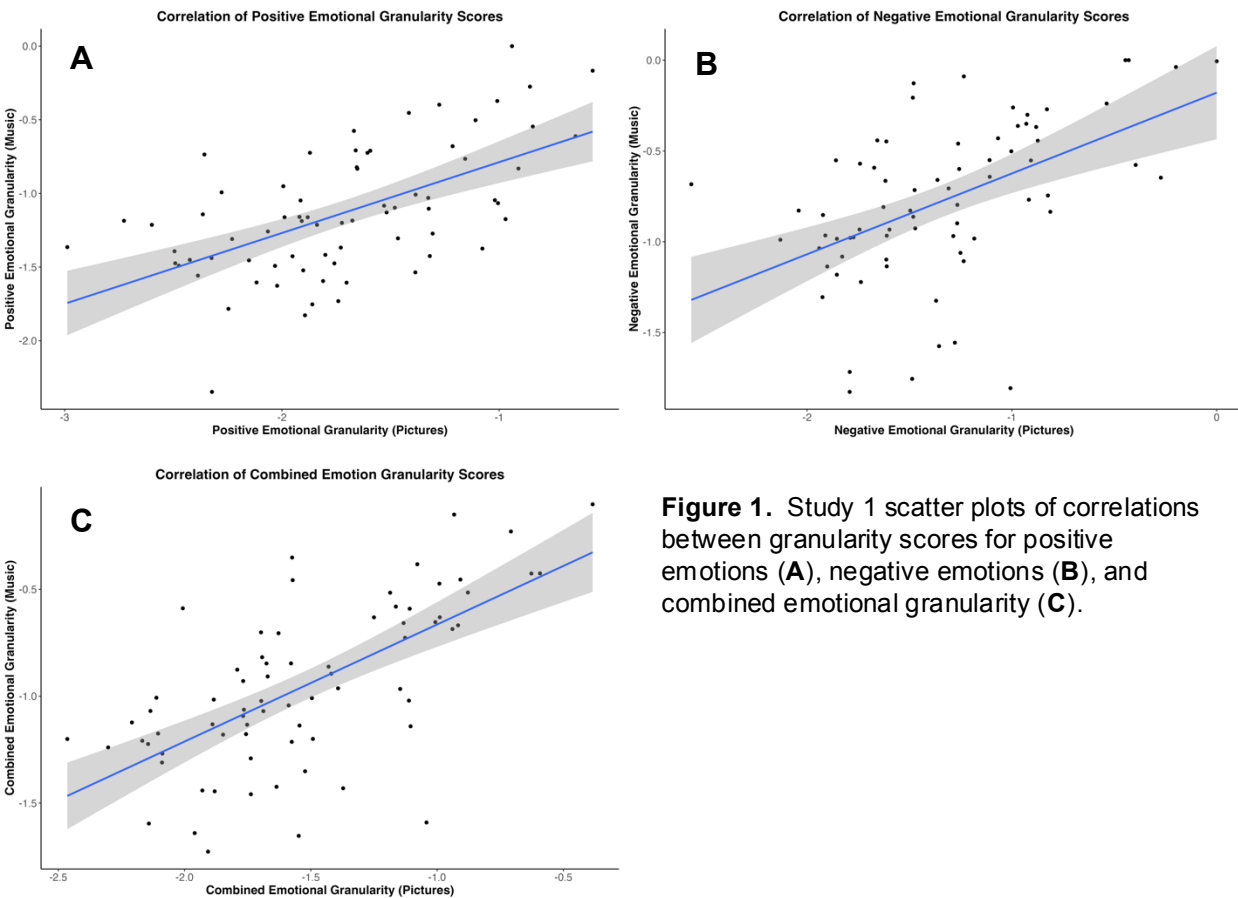 Correlation of Positive Emotional Granularity Scores
A
0.0
-0.5
-1.0
-1.5
-2.0
Positive Emotional Granularity (Music)
-3
-2
-1
Positive Emotional Granularity (Pictures)
Correlation of Negative Emotional Granularity Scores
B
0.0
-0.5
-1.0
-1.5
Negative Emotional Granularity (Music)
-2
-1
0
Negative Emotional Granularity (Pictures)
Correlation of Combined Emotion Granularity Scores
C
-0.5
-1.0
-1.5
Combined Emotional Granularity (Music)
-2.5
-2.0
-1.5
-1.0
-0.5
Combined Emotional Granularity (Pictures)
Figure 1. Study 1 scatter plots of correlations
between granularity scores for positive
emotions (A), negative emotions (B), and
combined emotional granularity (C).